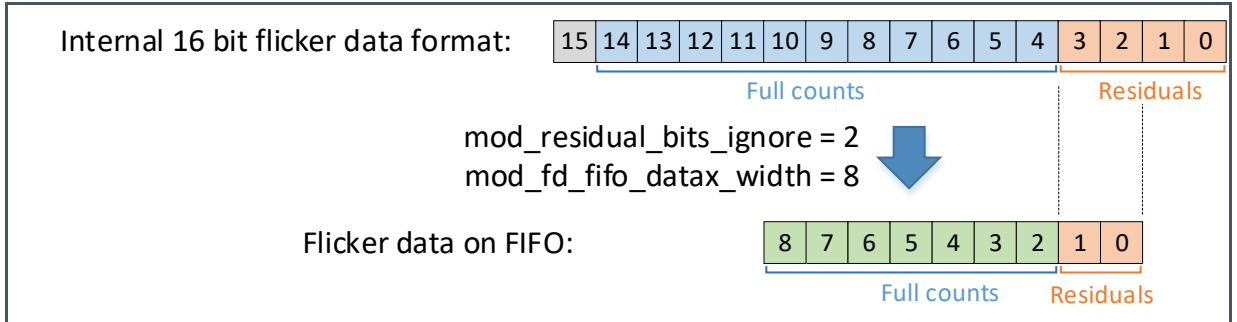 Internal 16 bit flicker data format: 15 14 13 12 11 10 9 8 7 6 5 4 3 2 1 0
Full counts Residuals
mod_residual_bits_ignore = 2
mod_fd_fifo_datax_width = 8
Flicker data on FIFO: 8 7 6 5 4 3 2 1 0
Full counts Residuals